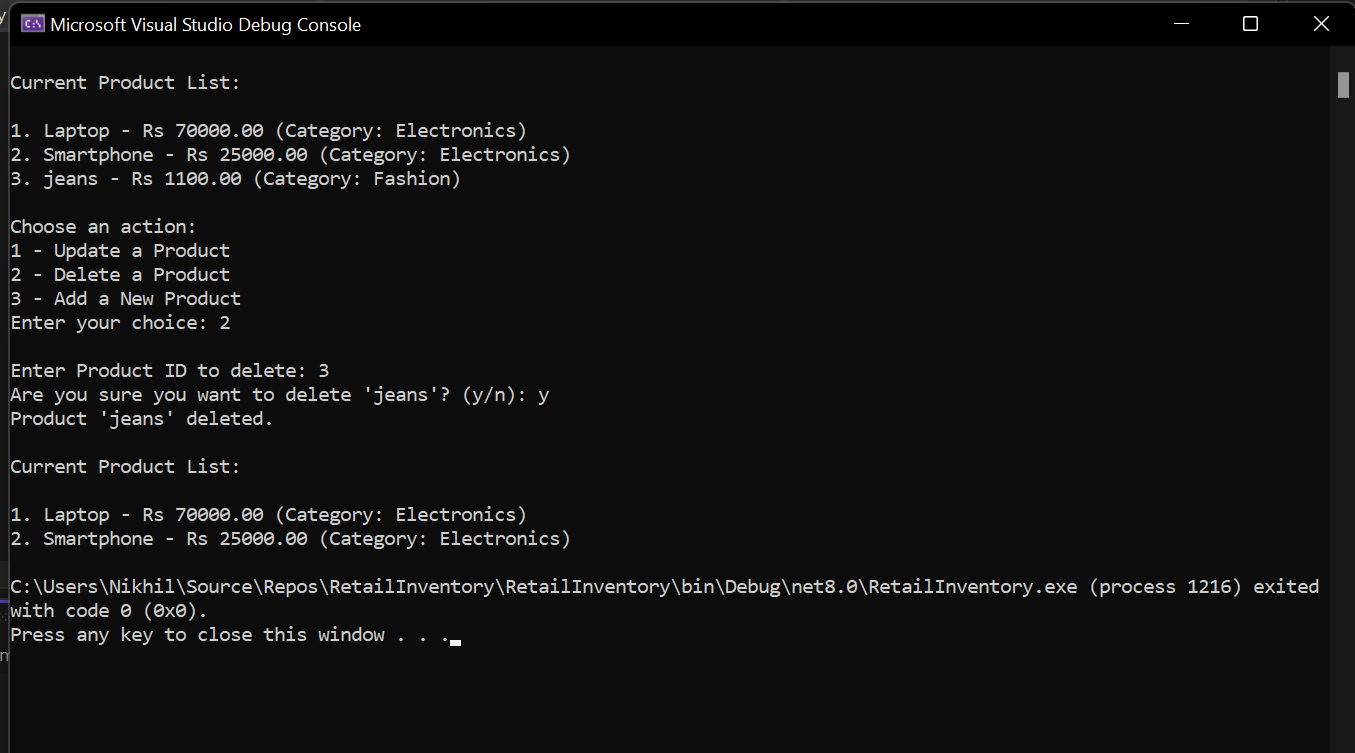 Microsoft Visual Studio Debug Console
Current Product List:
1. Laptop - Rs 70000.00 (Category: Electronics)
2. Smartphone - Rs 25000.00 (Category: Electronics)
3. jeans - Rs 1100.00 (Category: Fashion)
Choose an action:
1 - Update a Product
2 - Delete a Product
3 - Add a New Product
Enter your choice: 2
Enter Product ID to delete: 3
Are you sure you want to delete 'jeans'? (y/n): y
Product 'jeans' deleted.
Current Product List:
1. Laptop - Rs 70000.00 (Category: Electronics)
2. Smartphone - Rs 25000.00 (Category: Electronics)
C:\Users\Nikhil\Source\Repos\RetailInventory\RetailInventory\bin\Debug\net8.0\RetailInventory.exe (process 1216) exited
with code 0 (0x0).
Press any key to close this window . . .